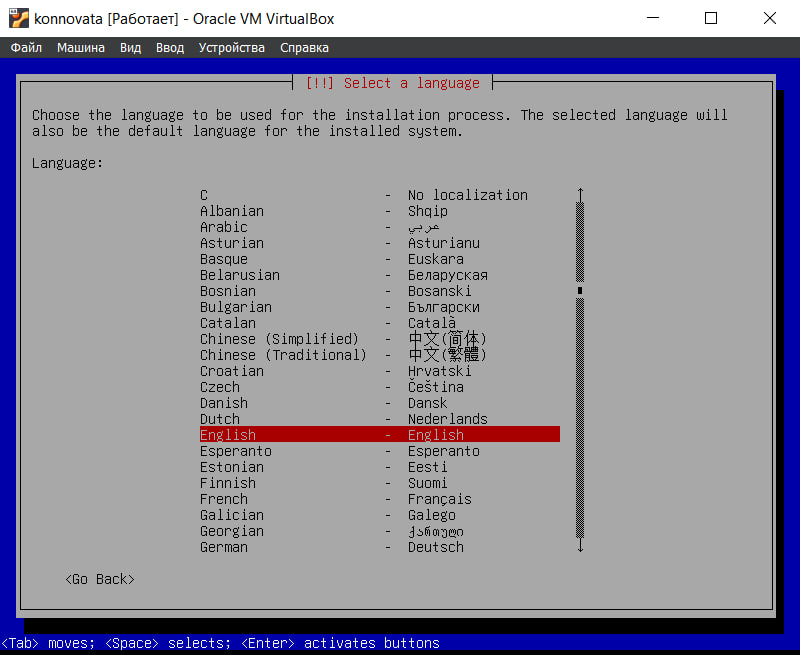 konnovata [Работает] - Oracle VM VirtualBox
Файл Машина Вид Ввод Устройства Справка
[!!] Select a language
Choose the language to be used for the installation process. The selected language will
also be the default language for the installed system.
Language:
C - No localization
Albanian - Shqip
Arabic - عربي
Asturian - Asturianu
Basque - Euskara
Belarusian - Беларуская
Bosnian - Bosanski
Bulgarian - Български
Catalan - Català
Chinese (Simplified) - 中文(简体)
Chinese (Traditional) - 中文(繁體)
Croatian - Hrvatski
Czech - Čeština
Danish - Dansk
Dutch - Nederlands
English - English
Esperanto - Esperanto
Estonian - Eesti
Finnish - Suomi
French - Français
Galician - Galego
Georgian - ქართული
German - Deutsch
<Go Back>
<Tab> moves; <Space> selects; <Enter> activates buttons